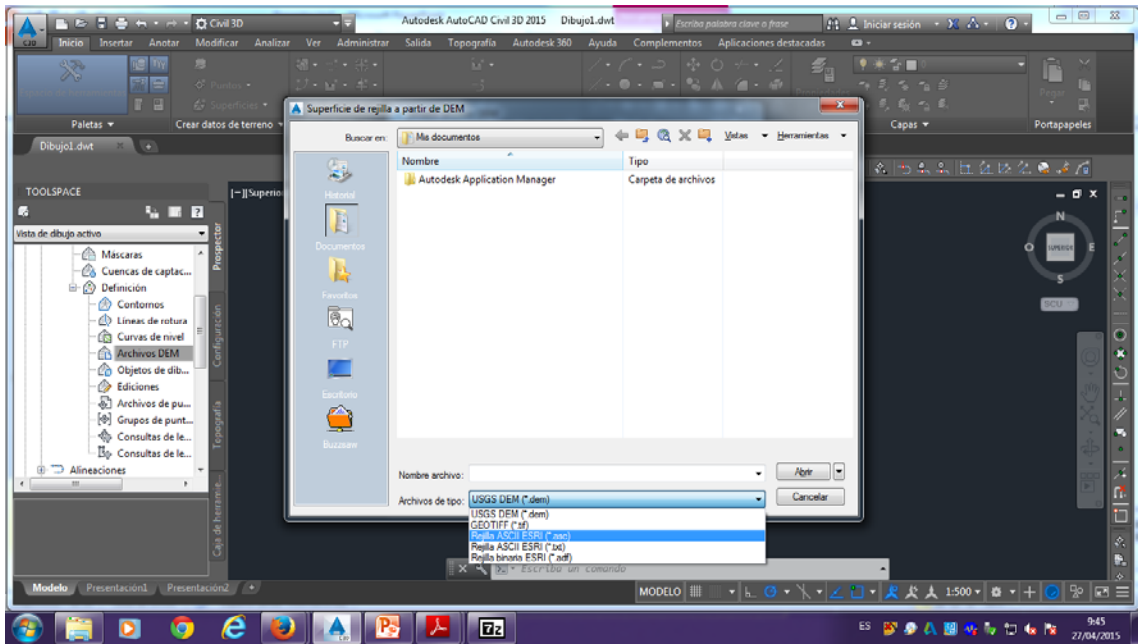 Civil 3D
Autodesk AutoCAD Civil 3D 2015 Dibujo1.dwt
Escriba palabra clave o frase
Iniciar sesión
C3D
Inicio Insertar Anotar Modificar Analizar Ver Administrar Salida Topografía Autodesk 360 Ayuda Complementos Aplicaciones destacadas
Puntos
Superficies
Pegar
Paletas
Crear datos de terreno
Capas
Portapapeles
Dibujo1.dwt
Superficie de rejilla a partir de DEM
Buscar en: Mis documentos Vistas Herramientas
Nombre Tipo
Autodesk Application Manager Carpeta de archivos
Historial
Documentos
Favoritos
FTP
Escritorio
Buzzsaw
Nombre archivo: Abrir
Archivos de tipo: USGS DEM (*.dem) Cancelar
USGS DEM (*.dem)
GEOTIFF (*.tif)
Rejilla ASCII ESRI (*.asc)
Rejilla ASCII ESRI (*.txt)
Rejilla binaria ESRI (*.adf)
TOOLSPACE
Vista de dibujo activo
Máscaras
Cuencas de captac...
Definición
Contornos
Líneas de rotura
Curvas de nivel
Archivos DEM
Objetos de dib...
Ediciones
Archivos de pu...
Grupos de punt...
Consultas de le...
Consultas de le...
Alineaciones
Prospector
Configuración
Topografía
Caja de herramie...
[−][Superio
N
E
S
O
SUPERIOR
SCU
Escriba un comando
Modelo Presentación1 Presentación2
MODELO
1:500
ES
9:45
27/04/2015